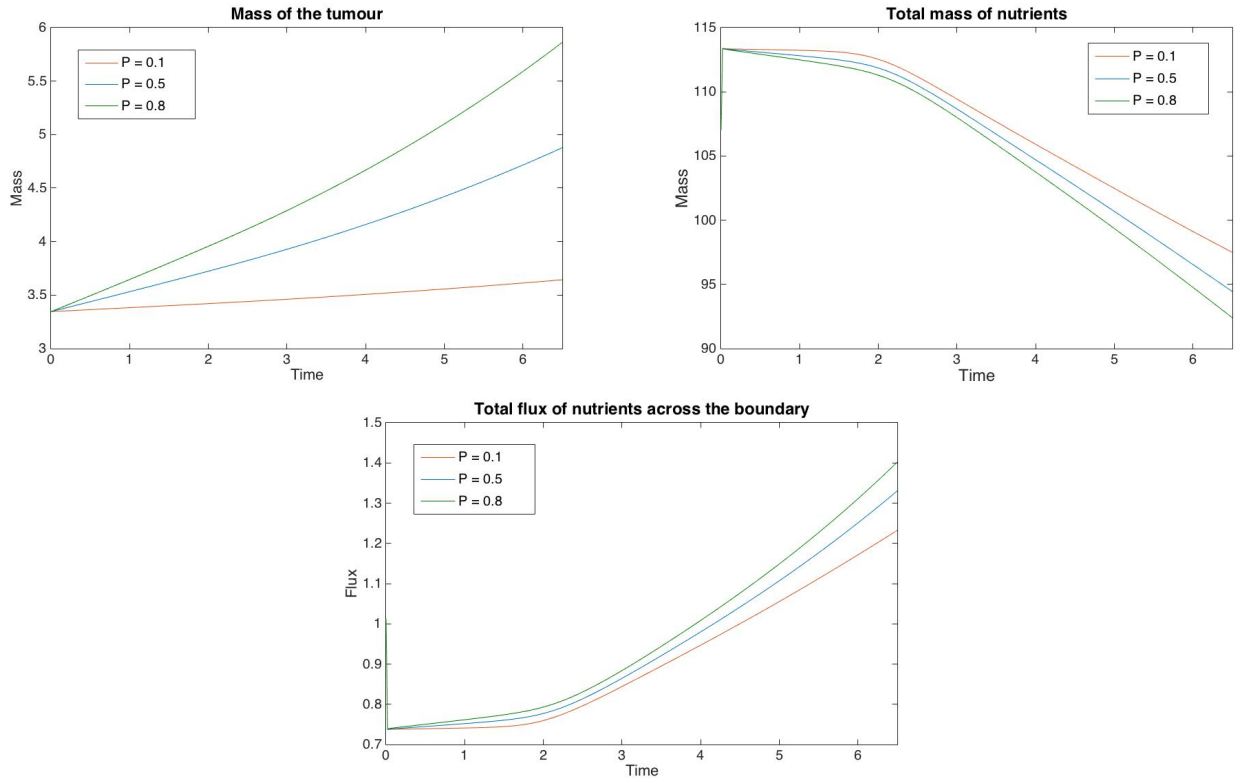 Mass of the tumour
6
5.5
5
4.5
4
3.5
3
Mass
P = 0.1
P = 0.5
P = 0.8
0 1 2 3 4 5 6
Time
Total mass of nutrients
115
110
105
100
95
90
Mass
P = 0.1
P = 0.5
P = 0.8
0 1 2 3 4 5 6
Time
Total flux of nutrients across the boundary
1.5
1.4
1.3
1.2
1.1
1
0.9
0.8
0.7
Flux
P = 0.1
P = 0.5
P = 0.8
0 1 2 3 4 5 6
Time